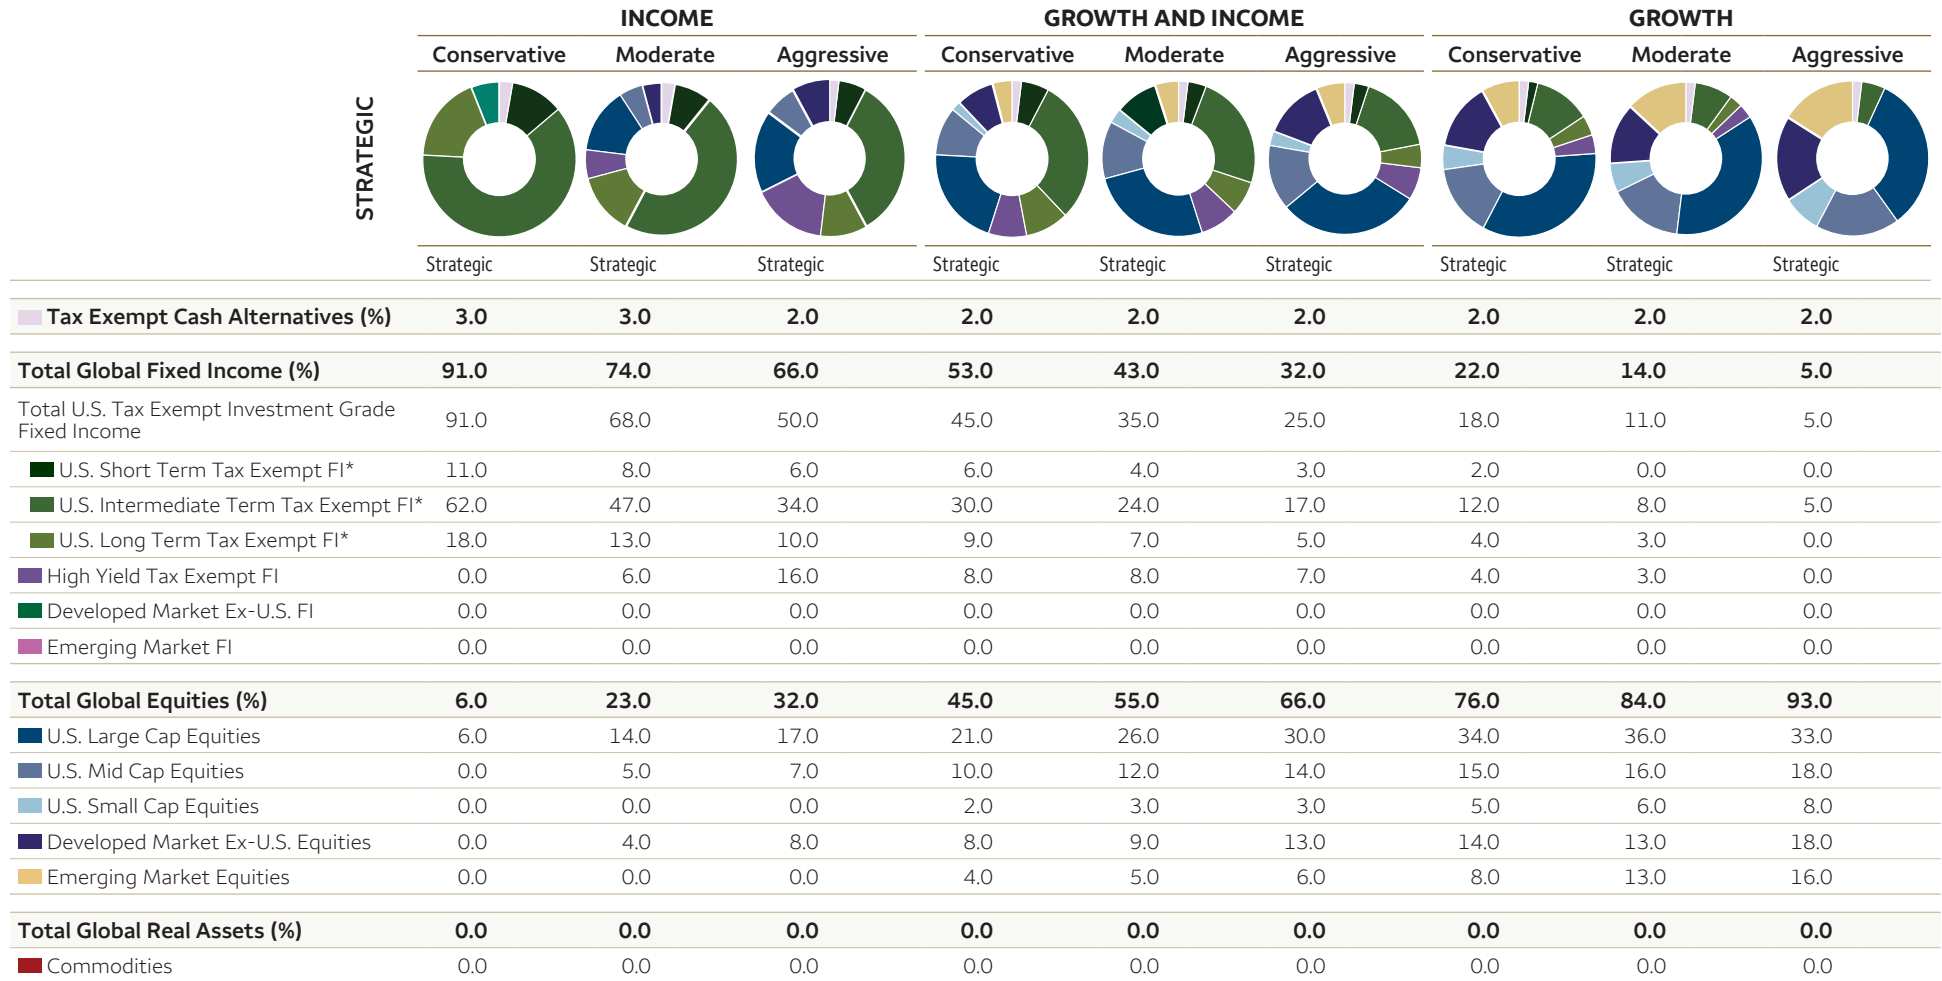 INCOME GROWTH AND INCOME GROWTH
Conservative Moderate Aggressive Conservative Moderate Aggressive Conservative Moderate Aggressive
STRATEGIC
Strategic Strategic Strategic Strategic Strategic Strategic Strategic Strategic Strategic
Tax Exempt Cash Alternatives (%) 3.0 3.0 2.0 2.0 2.0 2.0 2.0 2.0 2.0
Total Global Fixed Income (%) 91.0 74.0 66.0 53.0 43.0 32.0 22.0 14.0 5.0
Total U.S. Tax Exempt Investment Grade
Fixed Income 91.0 68.0 50.0 45.0 35.0 25.0 18.0 11.0 5.0
U.S. Short Term Tax Exempt FI* 11.0 8.0 6.0 6.0 4.0 3.0 2.0 0.0 0.0
U.S. Intermediate Term Tax Exempt FI* 62.0 47.0 34.0 30.0 24.0 17.0 12.0 8.0 5.0
U.S. Long Term Tax Exempt FI* 18.0 13.0 10.0 9.0 7.0 5.0 4.0 3.0 0.0
High Yield Tax Exempt FI 0.0 6.0 16.0 8.0 8.0 7.0 4.0 3.0 0.0
Developed Market Ex-U.S. FI 0.0 0.0 0.0 0.0 0.0 0.0 0.0 0.0 0.0
Emerging Market FI 0.0 0.0 0.0 0.0 0.0 0.0 0.0 0.0 0.0
Total Global Equities (%) 6.0 23.0 32.0 45.0 55.0 66.0 76.0 84.0 93.0
U.S. Large Cap Equities 6.0 14.0 17.0 21.0 26.0 30.0 34.0 36.0 33.0
U.S. Mid Cap Equities 0.0 5.0 7.0 10.0 12.0 14.0 15.0 16.0 18.0
U.S. Small Cap Equities 0.0 0.0 0.0 2.0 3.0 3.0 5.0 6.0 8.0
Developed Market Ex-U.S. Equities 0.0 4.0 8.0 8.0 9.0 13.0 14.0 13.0 18.0
Emerging Market Equities 0.0 0.0 0.0 4.0 5.0 6.0 8.0 13.0 16.0
Total Global Real Assets (%) 0.0 0.0 0.0 0.0 0.0 0.0 0.0 0.0 0.0
Commodities 0.0 0.0 0.0 0.0 0.0 0.0 0.0 0.0 0.0